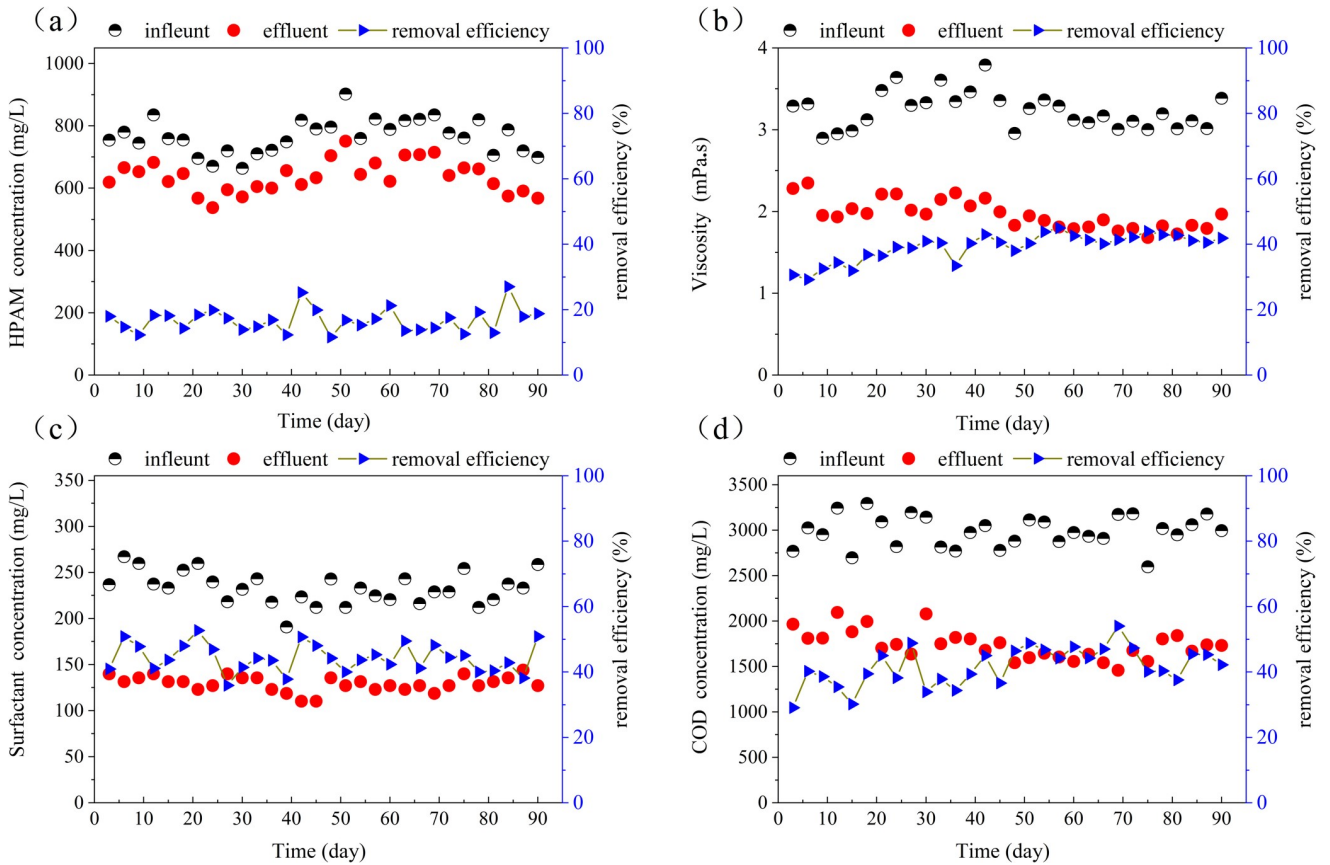 (a)
infleunt effluent removal efficiency
HPAM concentration (mg/L)
1000
800
600
400
200
0
100
80
60
40
20
0
removal efficiency (%)
0 10 20 30 40 50 60 70 80 90
Time (day)
(b)
infleunt effluent removal efficiency
Viscosity (mPa.s)
4
3
2
1
0
100
80
60
40
20
0
removal efficiency (%)
0 10 20 30 40 50 60 70 80 90
Time (day)
(c)
infleunt effluent removal efficiency
Surfactant concentration (mg/L)
350
300
250
200
150
100
50
0
100
80
60
40
20
0
removal efficiency (%)
0 10 20 30 40 50 60 70 80 90
Time (day)
(d)
infleunt effluent removal efficiency
COD concentration (mg/L)
3500
3000
2500
2000
1500
1000
500
0
100
80
60
40
20
0
removal efficiency (%)
0 10 20 30 40 50 60 70 80 90
Time (day)